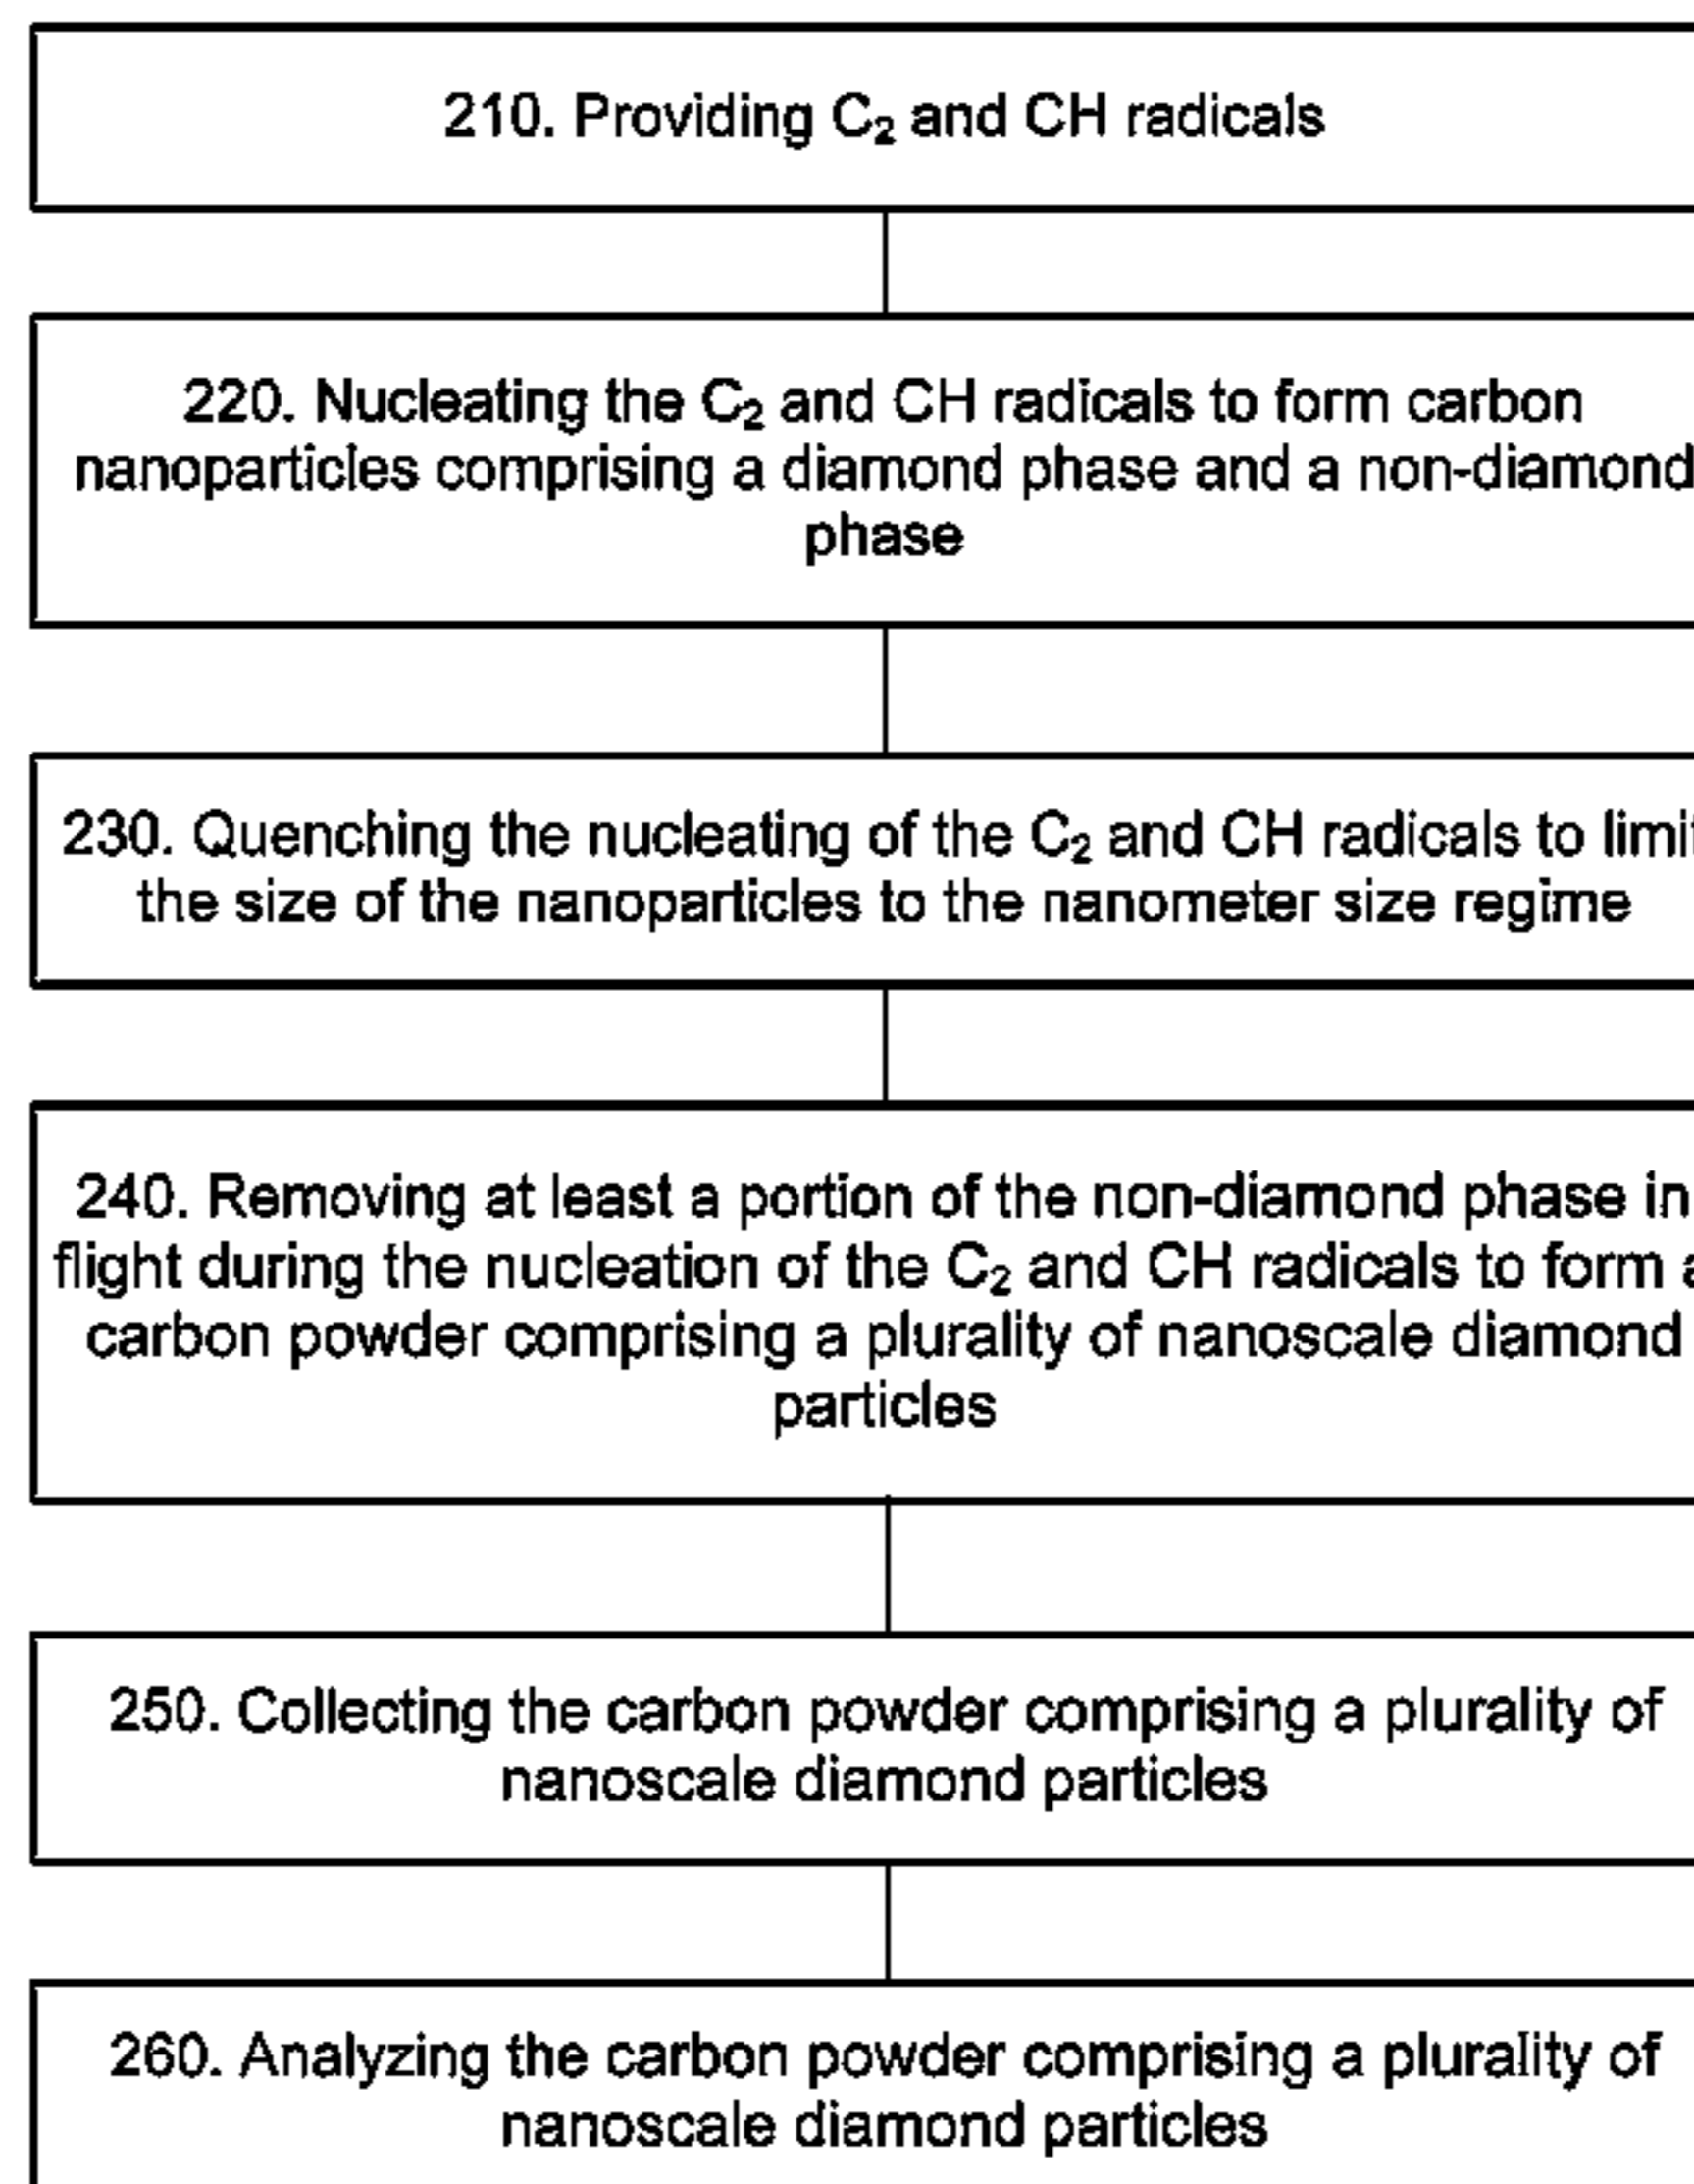 210. Providing C₂ and CH radicals
220. Nucleating the C₂ and CH radicals to form carbon
nanoparticles comprising a diamond phase and a non-diamond
phase
230. Quenching the nucleating of the C₂ and CH radicals to limit
the size of the nanoparticles to the nanometer size regime
240. Removing at least a portion of the non-diamond phase in
flight during the nucleation of the C₂ and CH radicals to form a
carbon powder comprising a plurality of nanoscale diamond
particles
250. Collecting the carbon powder comprising a plurality of
nanoscale diamond particles
260. Analyzing the carbon powder comprising a plurality of
nanoscale diamond particles